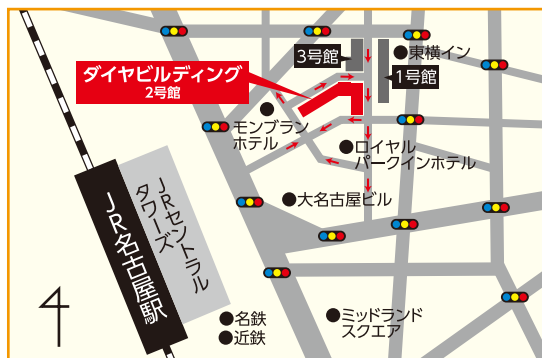 3号館
東横イン
1号館
ダイヤビルディング
2号館
モンブラン
ホテル
ロイヤル
パークインホテル
大名古屋ビル
JRセントラル
タワーズ
JR名古屋駅
名鉄
近鉄
ミッドランド
スクエア